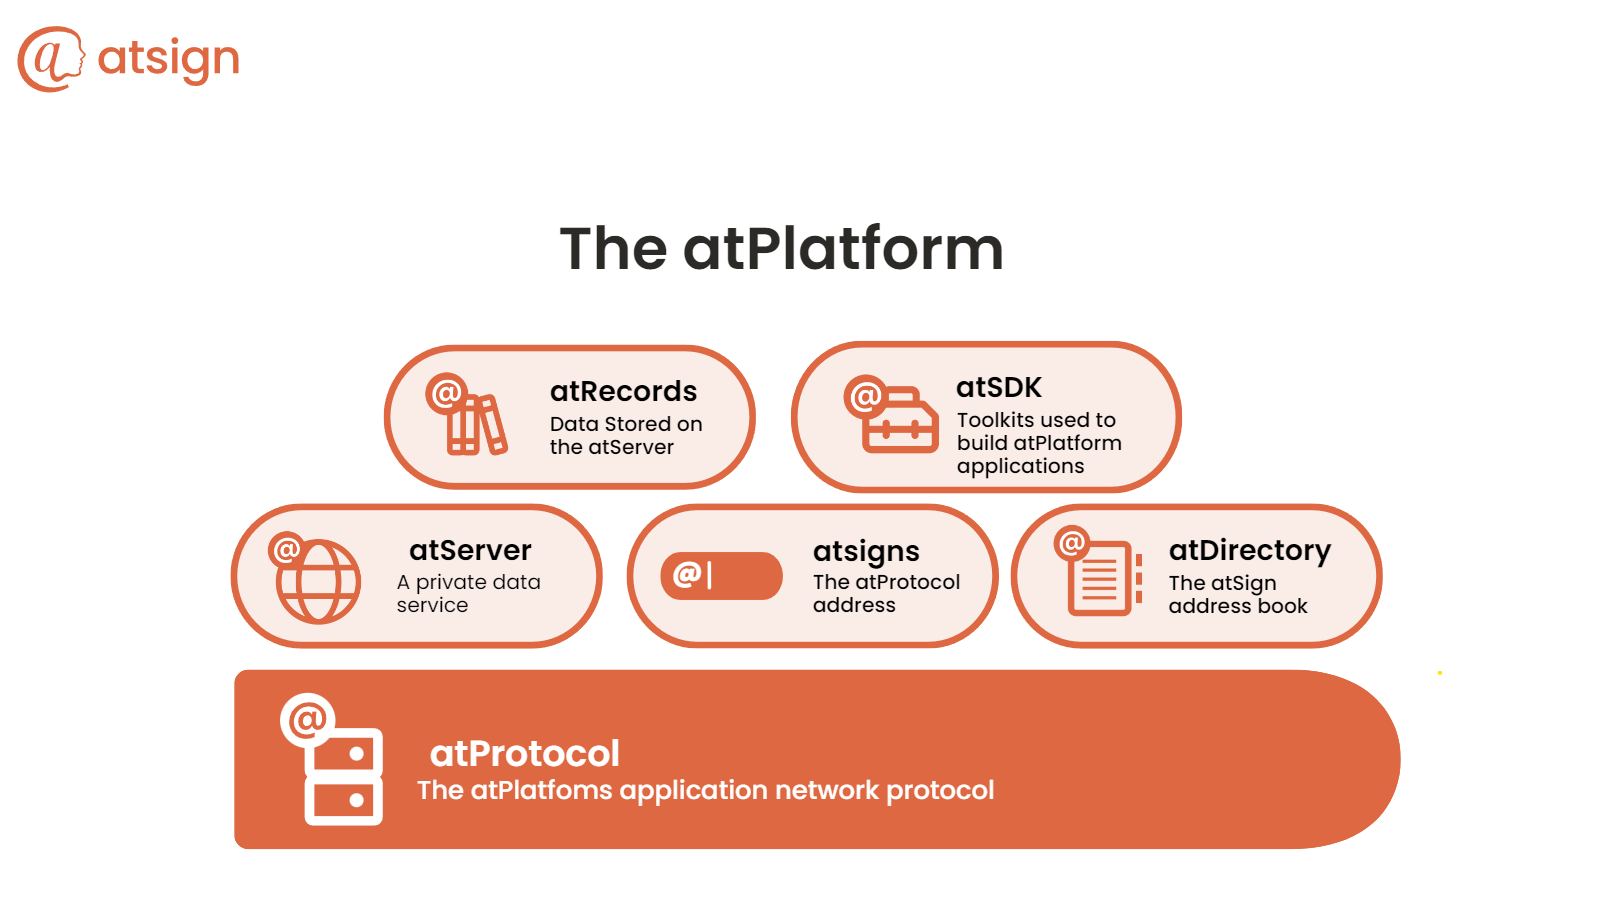 @ atsign
The atPlatform
@
atRecords
Data Stored on
the atServer
@
atSDK
Toolkits used to
build atPlatform
applications
@
atServer
A private data
service
@|
atsigns
The atProtocol
address
@
atDirectory
The atSign
address book
@
atProtocol
The atPlatfoms application network protocol